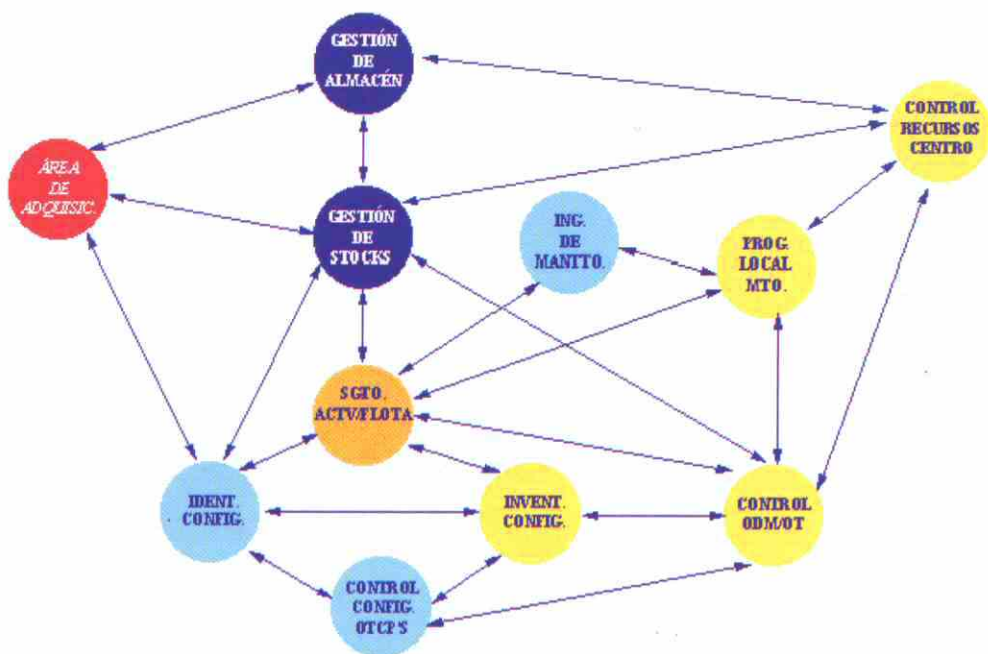 GESTIÓN
DE
ALMACÉN
CONTROL
RECURSOS
CENTRO
ÁREA
DE
ADQUISIC.
GESTIÓN
DE
STOCKS
ING.
DE
MANTTO.
PROG.
LOCAL
MTO.
SGTO.
ACTV/FLOTA
IDENT.
CONFIG.
INVENT.
CONFIG.
CONTROL
ODM/OT
CONTROL
CONFIG.
OTCP'S